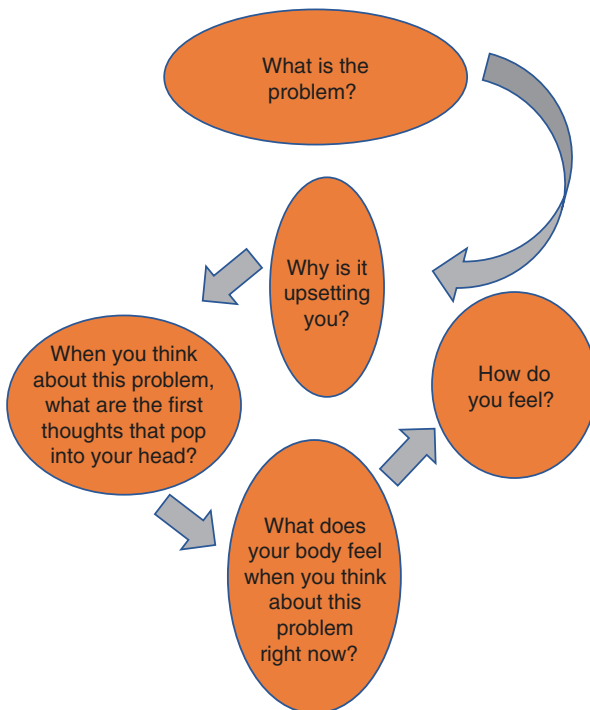 What is the
problem?
Why is it
upsetting
you?
When you think
about this problem,
what are the first
thoughts that pop
into your head?
What does
your body feel
when you think
about this
problem
right now?
How do
you feel?